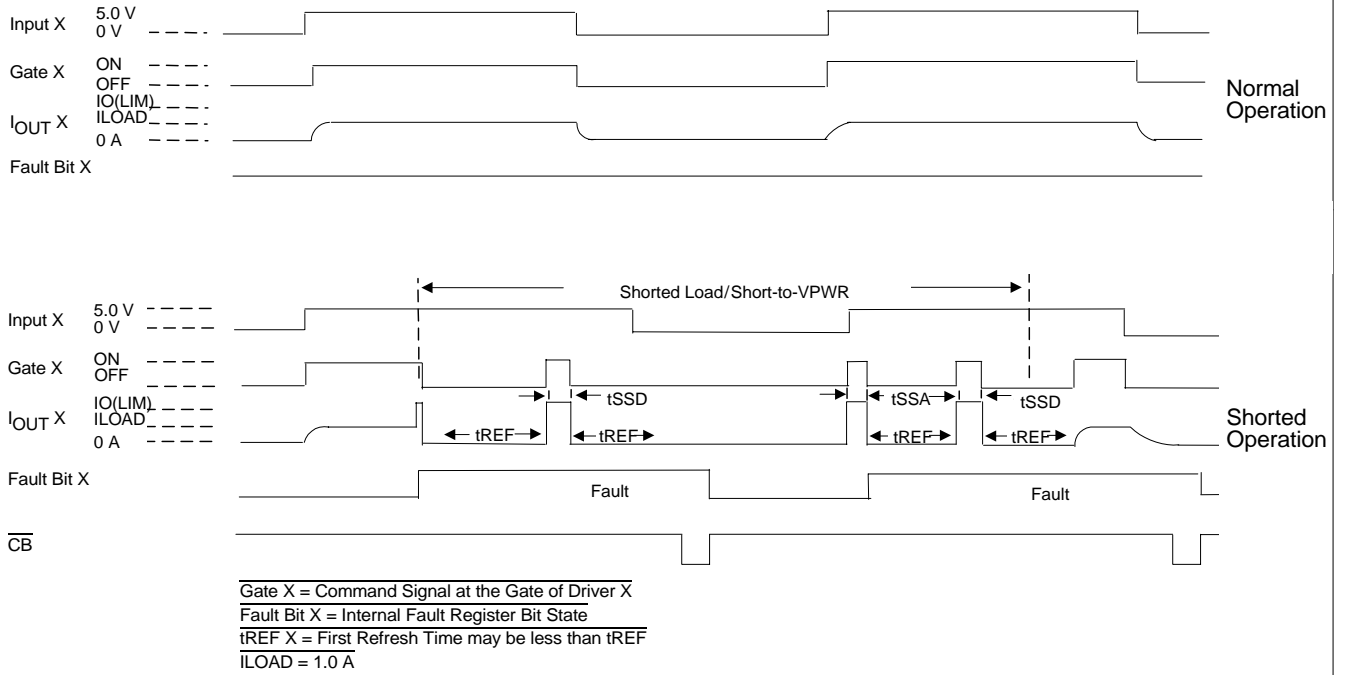 Input X 5.0 V
0 V
Gate X ON
OFF
IO(LIM)
IOUT X ILOAD
0 A
Fault Bit X
Normal
Operation
Shorted Load/Short-to-VPWR
Input X 5.0 V
0 V
Gate X ON
OFF
tSSD tSSA tSSD
IO(LIM)
IOUT X ILOAD
0 A
tREF tREF tREF tREF
Shorted
Operation
Fault Bit X Fault Fault
CB
Gate X = Command Signal at the Gate of Driver X
Fault Bit X = Internal Fault Register Bit State
tREF X = First Refresh Time may be less than tREF
ILOAD = 1.0 A